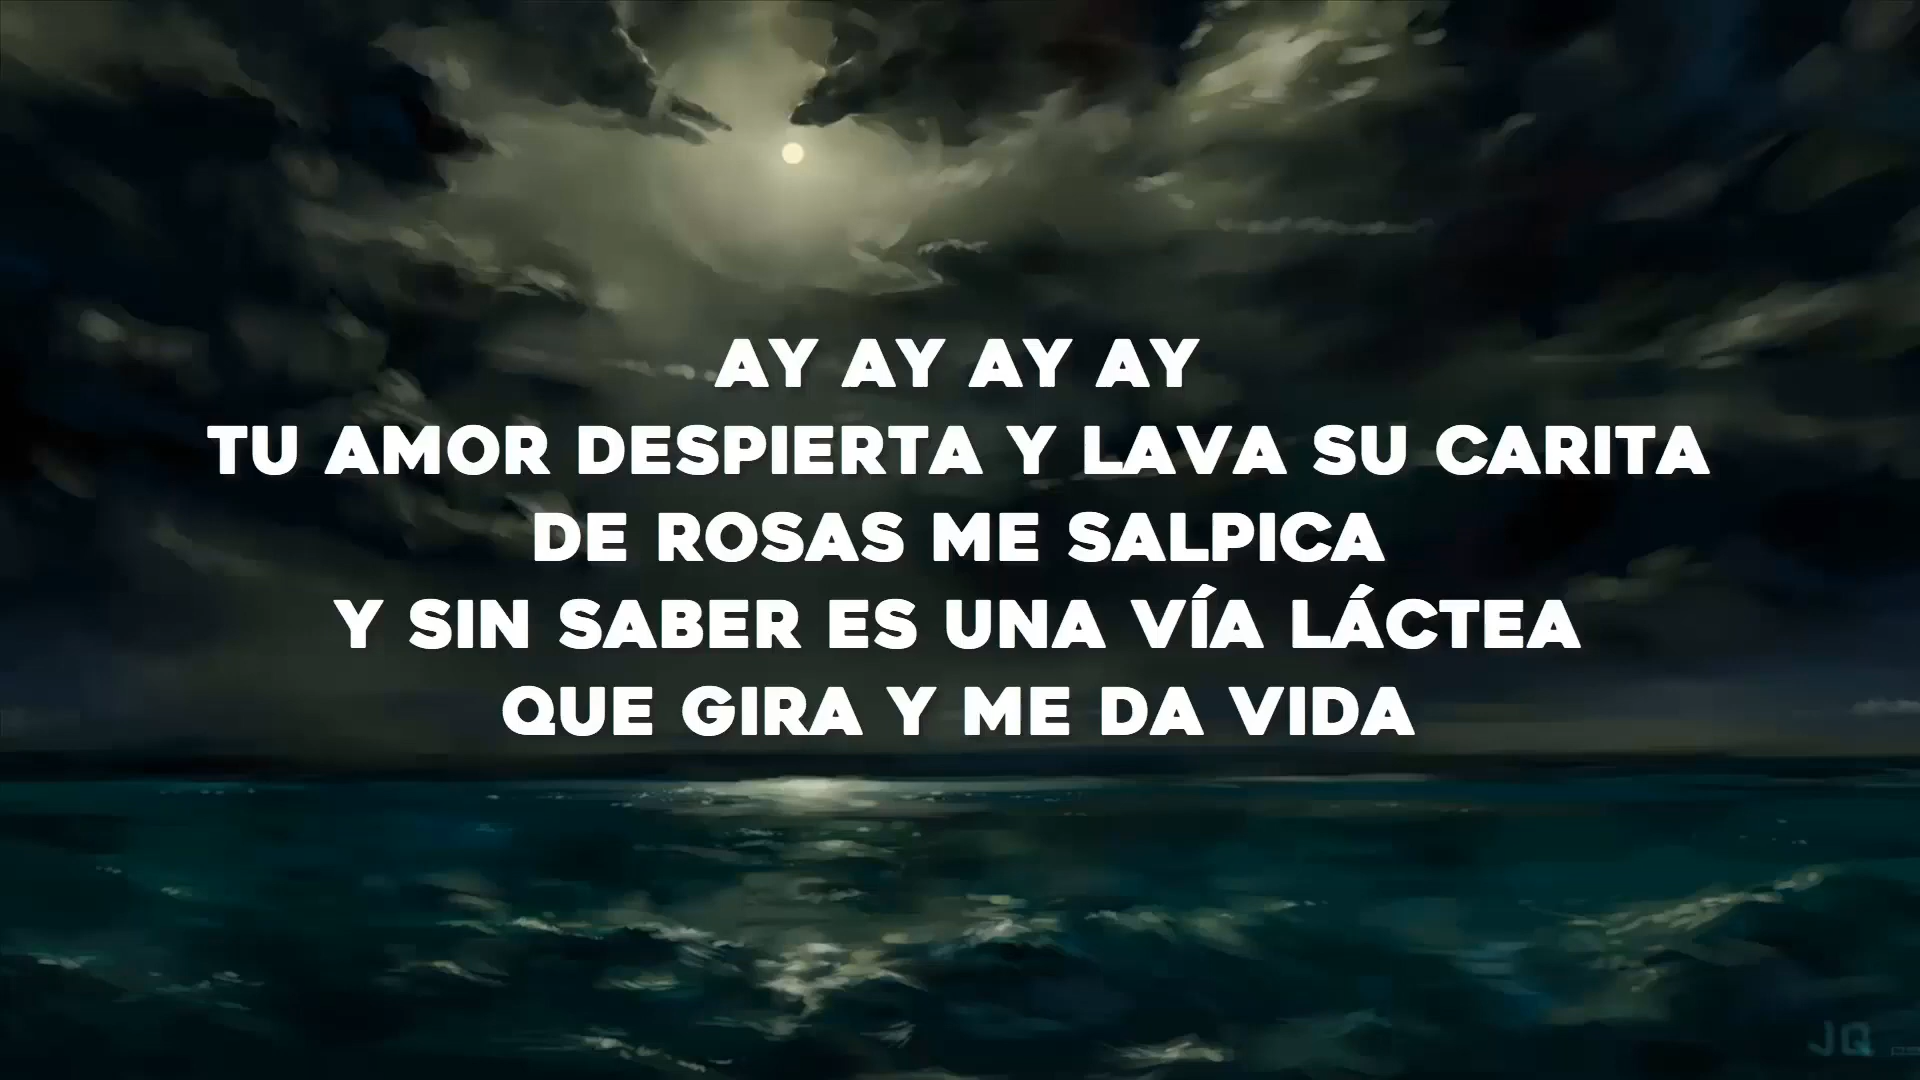 AY AY AY AY
TU AMOR DESPIERTA Y LAVA SU CARITA
DE ROSAS ME SALPICA
Y SIN SABER ES UNA VÍA LÁCTEA
QUE GIRA Y ME DA VIDA
JQ